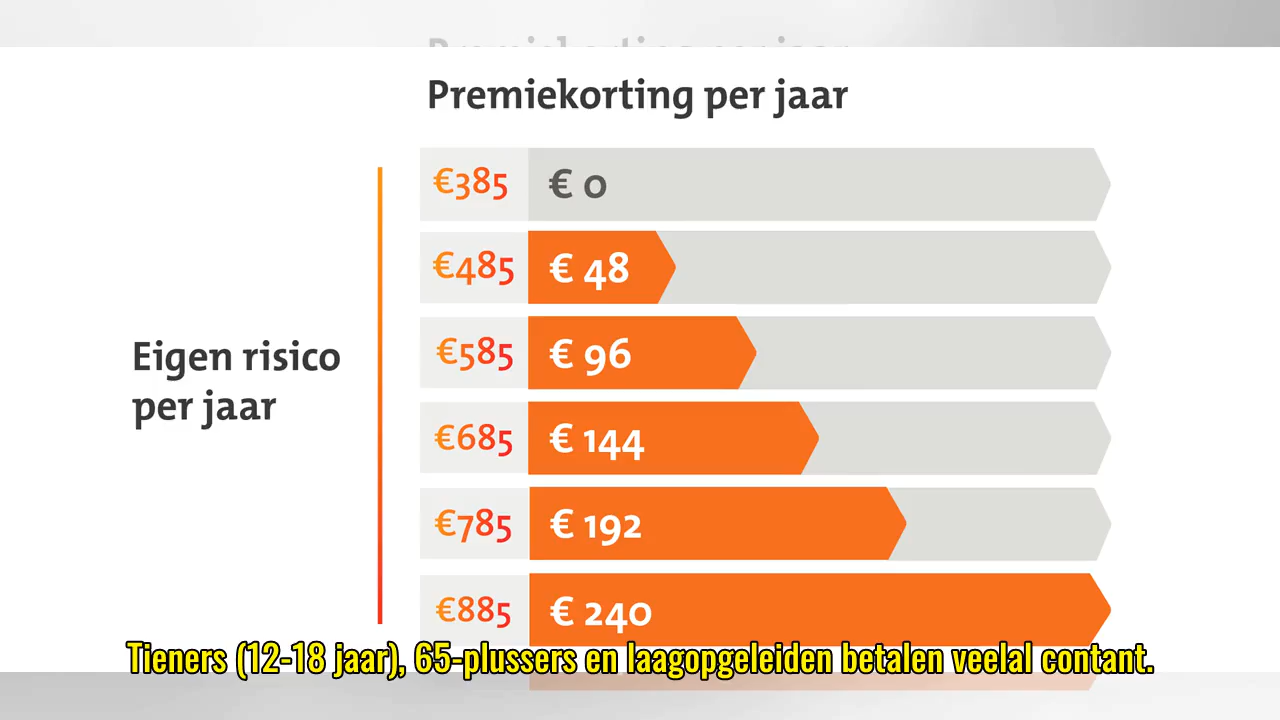 Premiekorting per jaar
€385 € 0
€485 € 48
€585 € 96
Eigen risico
per jaar
€685 € 144
€785 € 192
€885 € 240
Tieners (12-18 jaar), 65-plussers en laagopgeleiden betalen veelal contant.